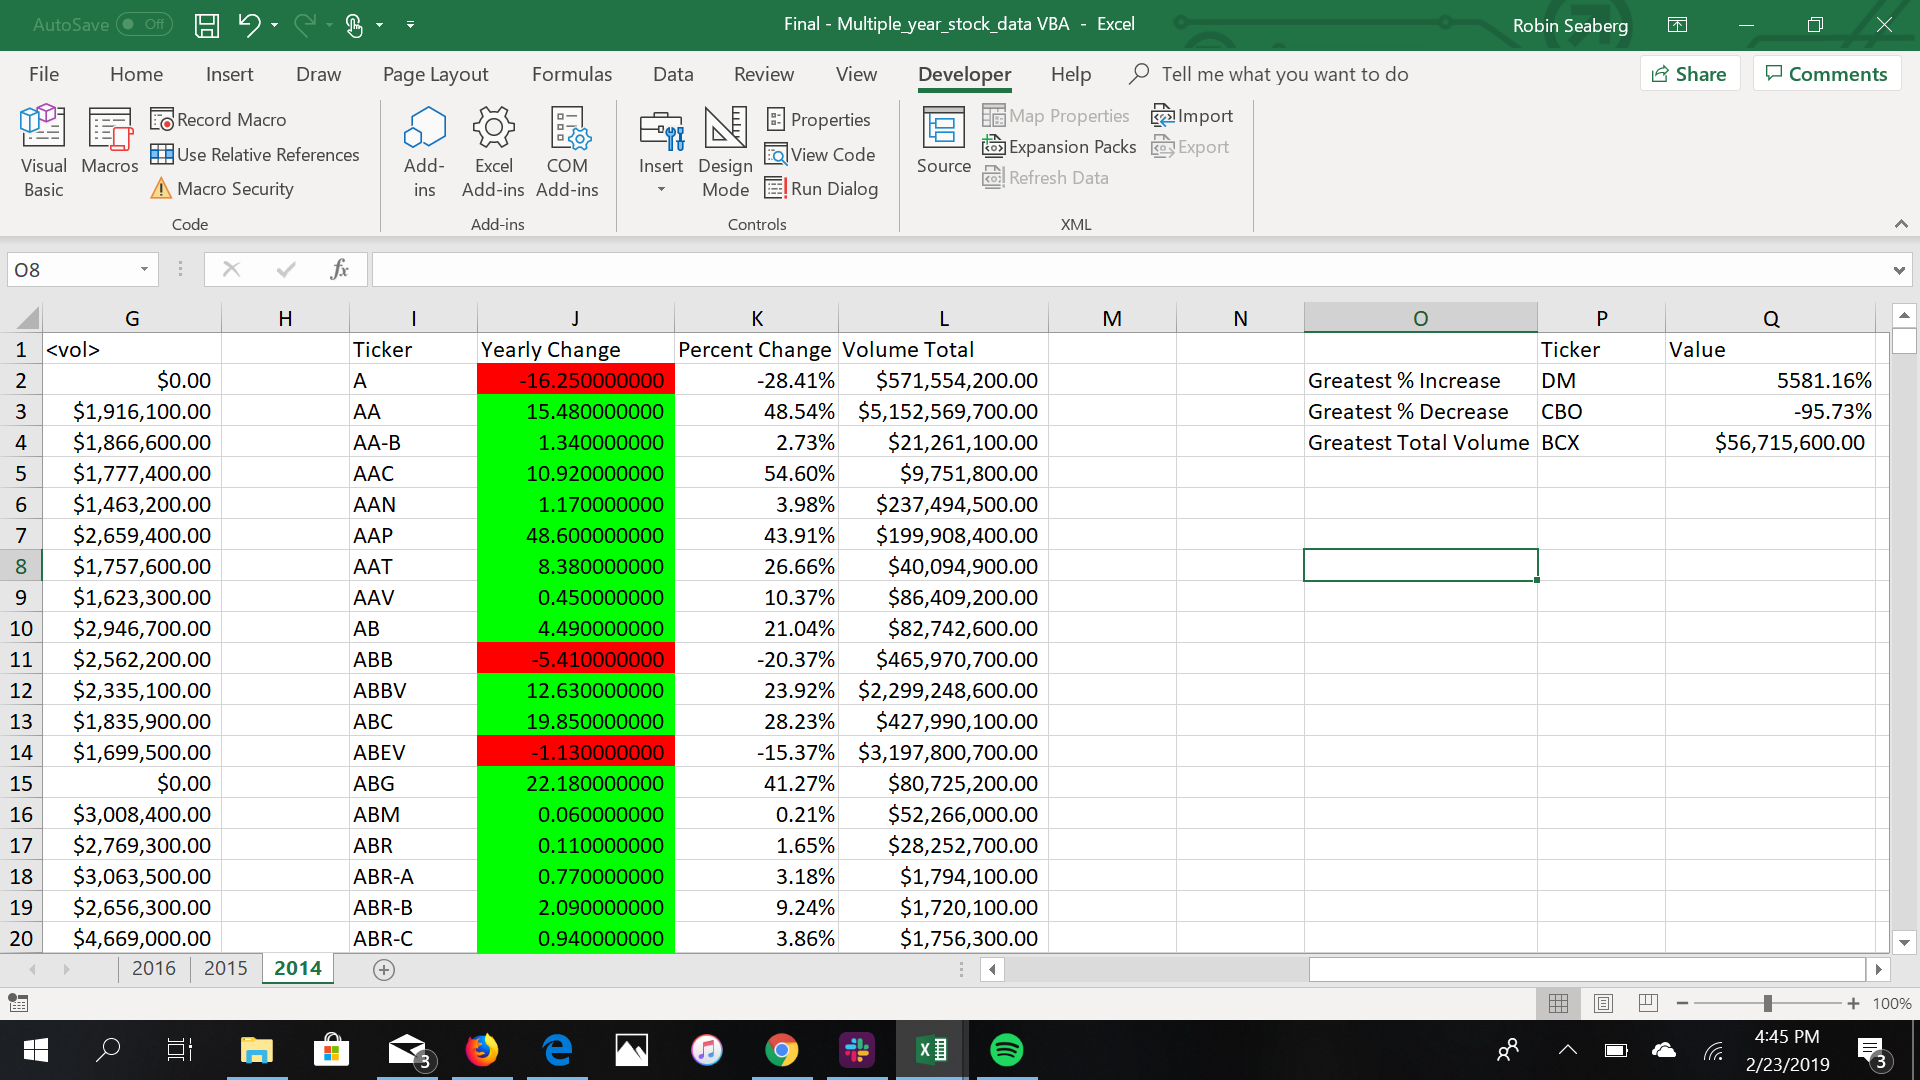 AutoSave Off Final - Multiple_year_stock_data VBA - Excel Robin Seaberg
File Home Insert Draw Page Layout Formulas Data Review View Developer Help Tell me what you want to do Share Comments
Visual Basic Macros Record Macro Use Relative References Macro Security
Add-ins Excel Add-ins COM Add-ins
Insert Design Mode Properties View Code Run Dialog
Source Map Properties Expansion Packs Refresh Data Import Export
Code Add-ins Controls XML
O8 fx
G H I J K L M N O P Q
1 <vol> Ticker Yearly Change Percent Change Volume Total Ticker Value
2 $0.00 A -16.250000000 -28.41% $571,554,200.00 Greatest % Increase DM 5581.16%
3 $1,916,100.00 AA 15.480000000 48.54% $5,152,569,700.00 Greatest % Decrease CBO -95.73%
4 $1,866,600.00 AA-B 1.340000000 2.73% $21,261,100.00 Greatest Total Volume BCX $56,715,600.00
5 $1,777,400.00 AAC 10.920000000 54.60% $9,751,800.00
6 $1,463,200.00 AAN 1.170000000 3.98% $237,494,500.00
7 $2,659,400.00 AAP 48.600000000 43.91% $199,908,400.00
8 $1,757,600.00 AAT 8.380000000 26.66% $40,094,900.00
9 $1,623,300.00 AAV 0.450000000 10.37% $86,409,200.00
10 $2,946,700.00 AB 4.490000000 21.04% $82,742,600.00
11 $2,562,200.00 ABB -5.410000000 -20.37% $465,970,700.00
12 $2,335,100.00 ABBV 12.630000000 23.92% $2,299,248,600.00
13 $1,835,900.00 ABC 19.850000000 28.23% $427,990,100.00
14 $1,699,500.00 ABEV -1.130000000 -15.37% $3,197,800,700.00
15 $0.00 ABG 22.180000000 41.27% $80,725,200.00
16 $3,008,400.00 ABM 0.060000000 0.21% $52,266,000.00
17 $2,769,300.00 ABR 0.110000000 1.65% $28,252,700.00
18 $3,063,500.00 ABR-A 0.770000000 3.18% $1,794,100.00
19 $2,656,300.00 ABR-B 2.090000000 9.24% $1,720,100.00
20 $4,669,000.00 ABR-C 0.940000000 3.86% $1,756,300.00
2016 2015 2014
100%
3 4:45 PM
2/23/2019 3